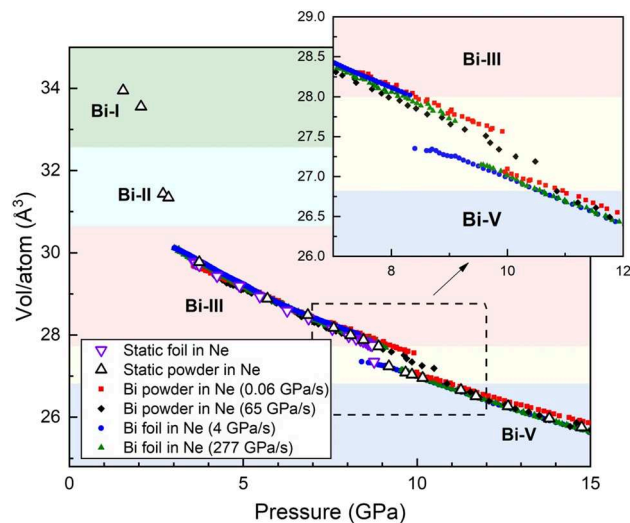 29.0
28.5
28.0
27.5
27.0
26.5
26.0
Bi-III
Bi-V
8
10
12
34
32
30
28
26
Vol/atom (Å³)
Bi-I
Bi-II
Bi-III
Bi-V
Static foil in Ne
Static powder in Ne
Bi powder in Ne (0.06 GPa/s)
Bi powder in Ne (65 GPa/s)
Bi foil in Ne (4 GPa/s)
Bi foil in Ne (277 GPa/s)
0
5
10
15
Pressure (GPa)